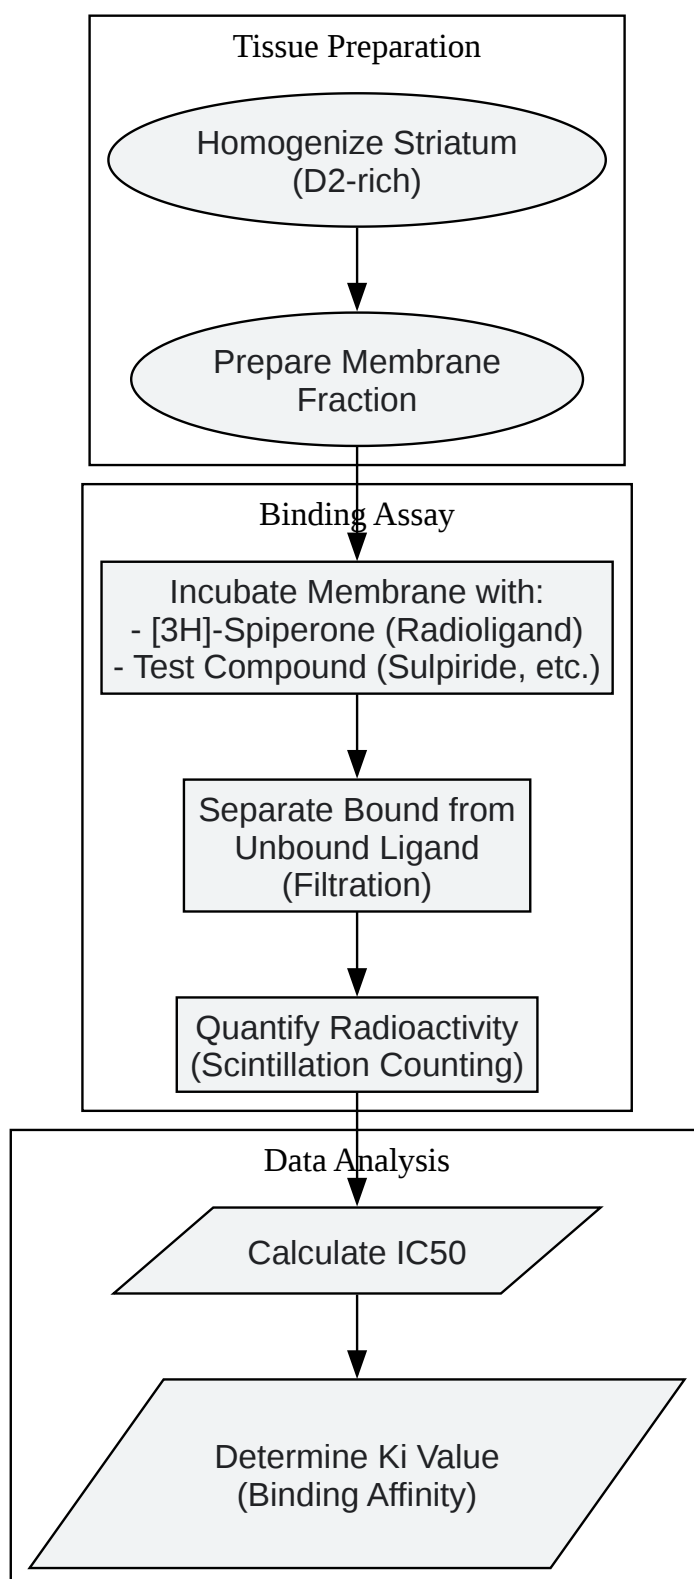 Tissue Preparation
Homogenize Striatum
(D2-rich)
Prepare Membrane
Fraction
Binding Assay
Incubate Membrane with:
- [3H]-Spiperone (Radioligand)
- Test Compound (Sulpiride, etc.)
Separate Bound from
Unbound Ligand
(Filtration)
Quantify Radioactivity
(Scintillation Counting)
Data Analysis
Calculate IC50
Determine Ki Value
(Binding Affinity)